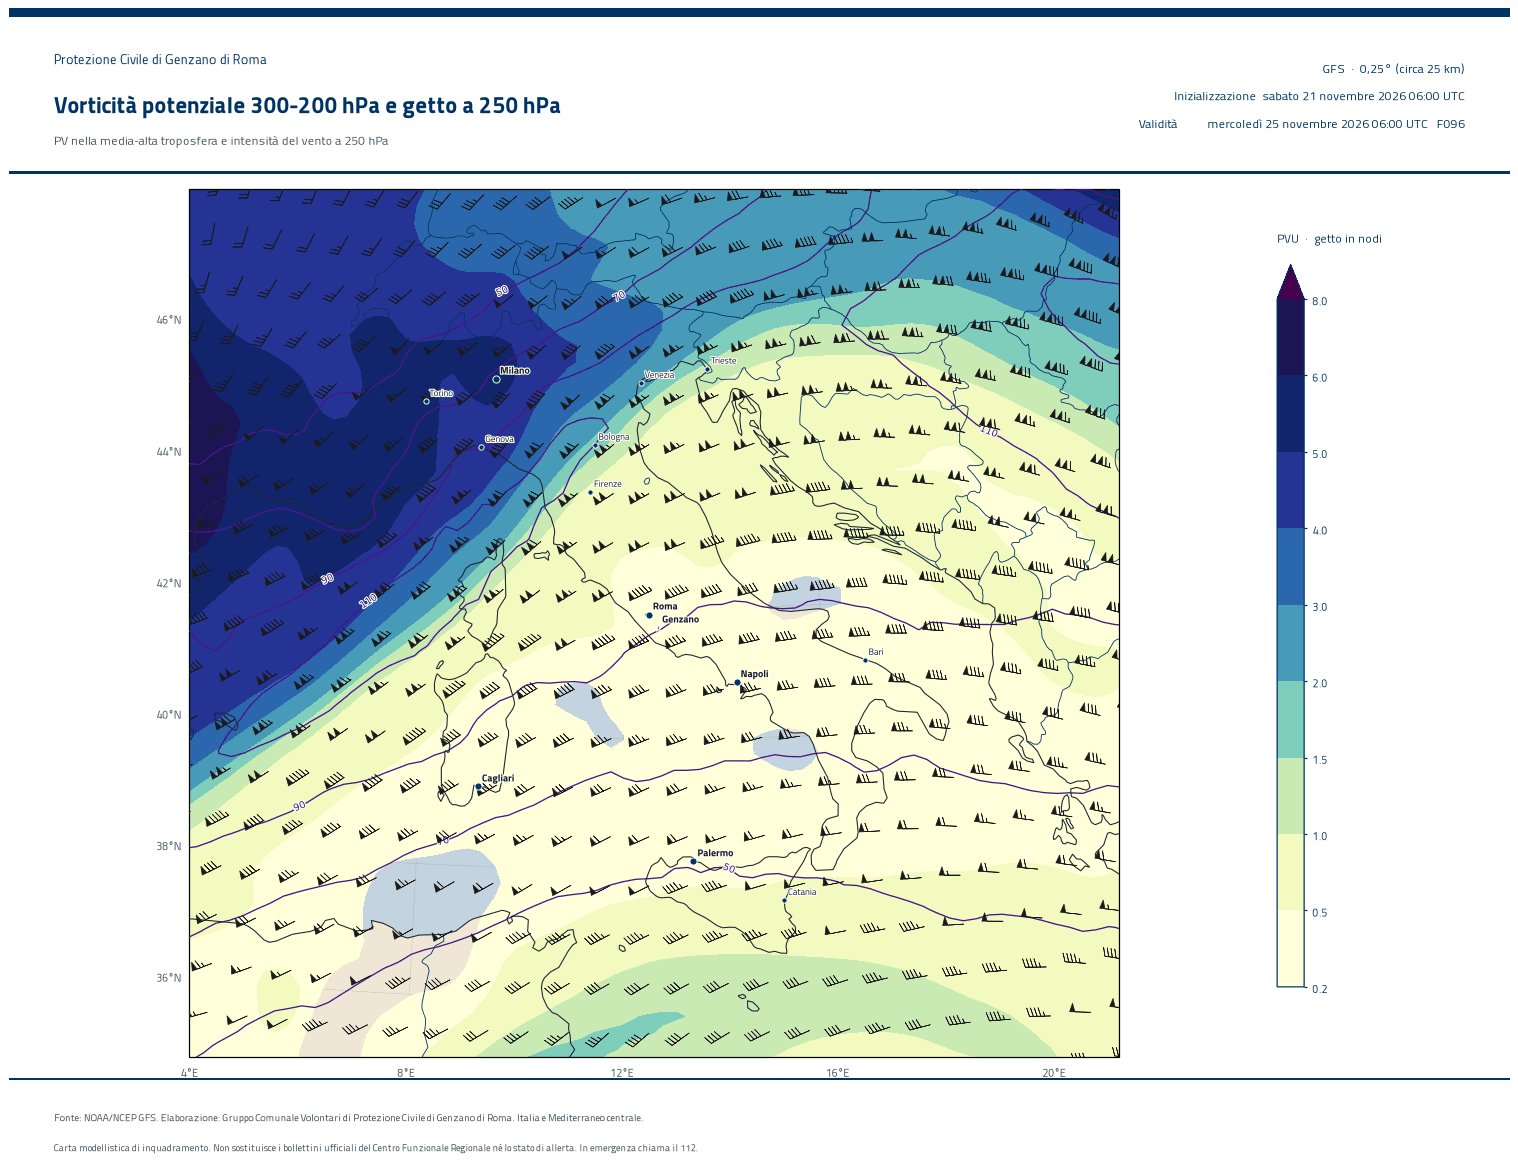 Protezione Civile di Genzano di Roma
Vorticità potenziale 300-200 hPa e getto a 250 hPa
PV nella media-alta troposfera e intensità del vento a 250 hPa
GFS · 0,25° (circa 25 km)
Inizializzazione sabato 21 novembre 2026 06:00 UTC
Validità mercoledì 25 novembre 2026 06:00 UTC F096
PVU · getto in nodi
8.0
6.0
5.0
4.0
3.0
2.0
1.5
1.0
0.5
0.2
46°N
44°N
42°N
40°N
38°N
36°N
4°E
8°E
12°E
16°E
20°E
50
70
Trieste
Milano
Venezia
Torino
110
Genova
Bologna
Firenze
30
110
Roma
Genzano
Bari
Napoli
Cagliari
90
70
Palermo
50
Catania
Fonte: NOAA/NCEP GFS. Elaborazione: Gruppo Comunale Volontari di Protezione Civile di Genzano di Roma. Italia e Mediterraneo centrale.
Carta modellistica di inquadramento. Non sostituisce i bollettini ufficiali del Centro Funzionale Regionale né lo stato di allerta. In emergenza chiama il 112.